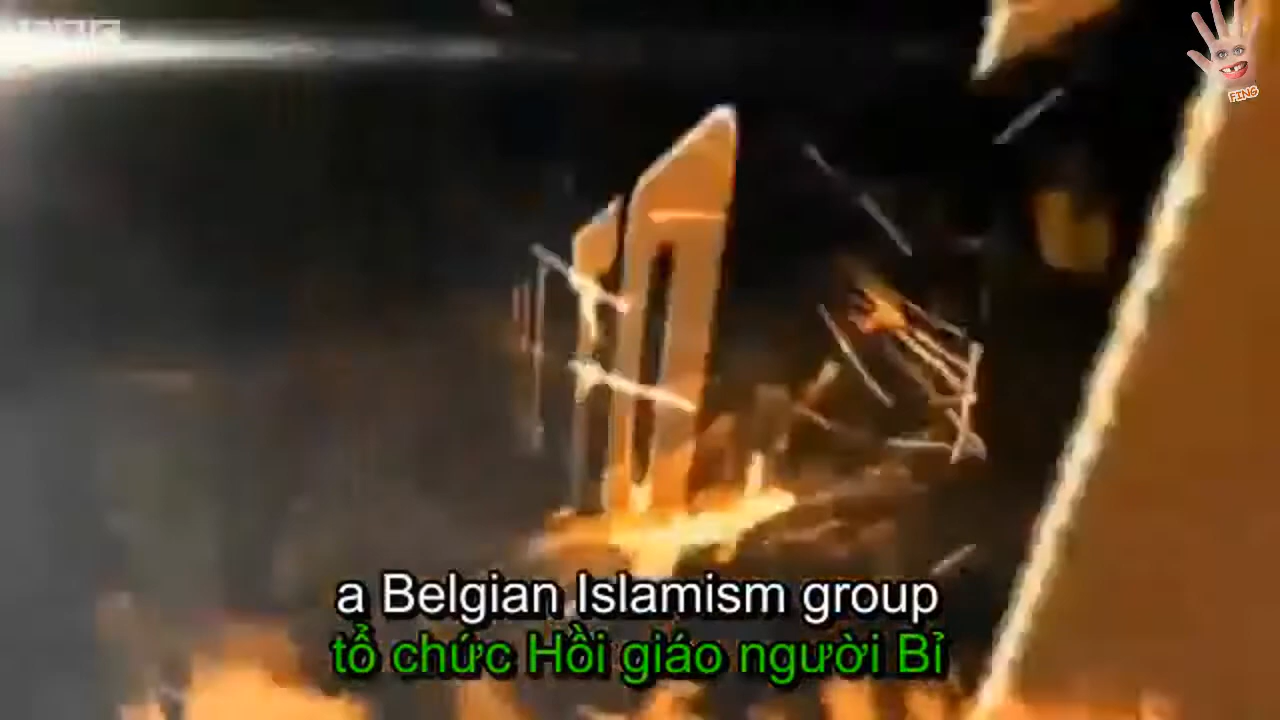 FING
a Belgian Islamism group
tổ chức Hồi giáo người Bỉ